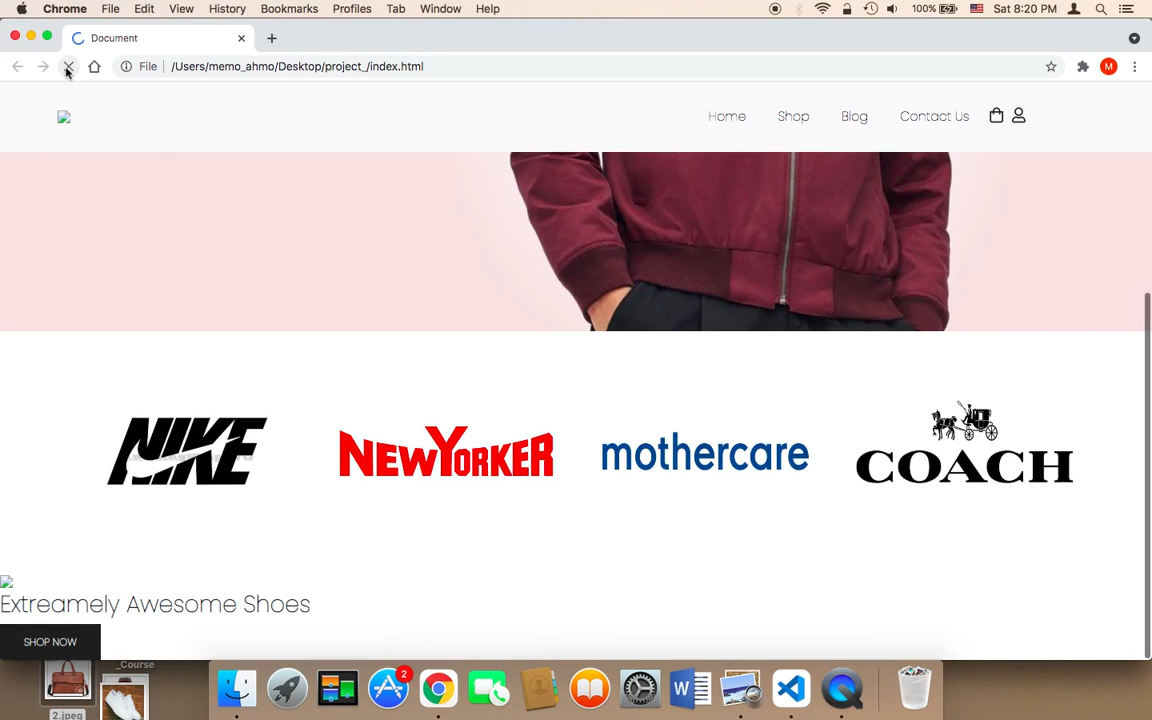 Chrome File Edit View History Bookmarks Profiles Tab Window Help 100% Sat 8:20 PM
Document
File /Users/memo_ahmo/Desktop/project_/index.html M
Home Shop Blog Contact Us
NIKE NEWYORKER mothercare COACH
Extreamely Awesome Shoes
SHOP NOW
_Course
2
2.jpeg